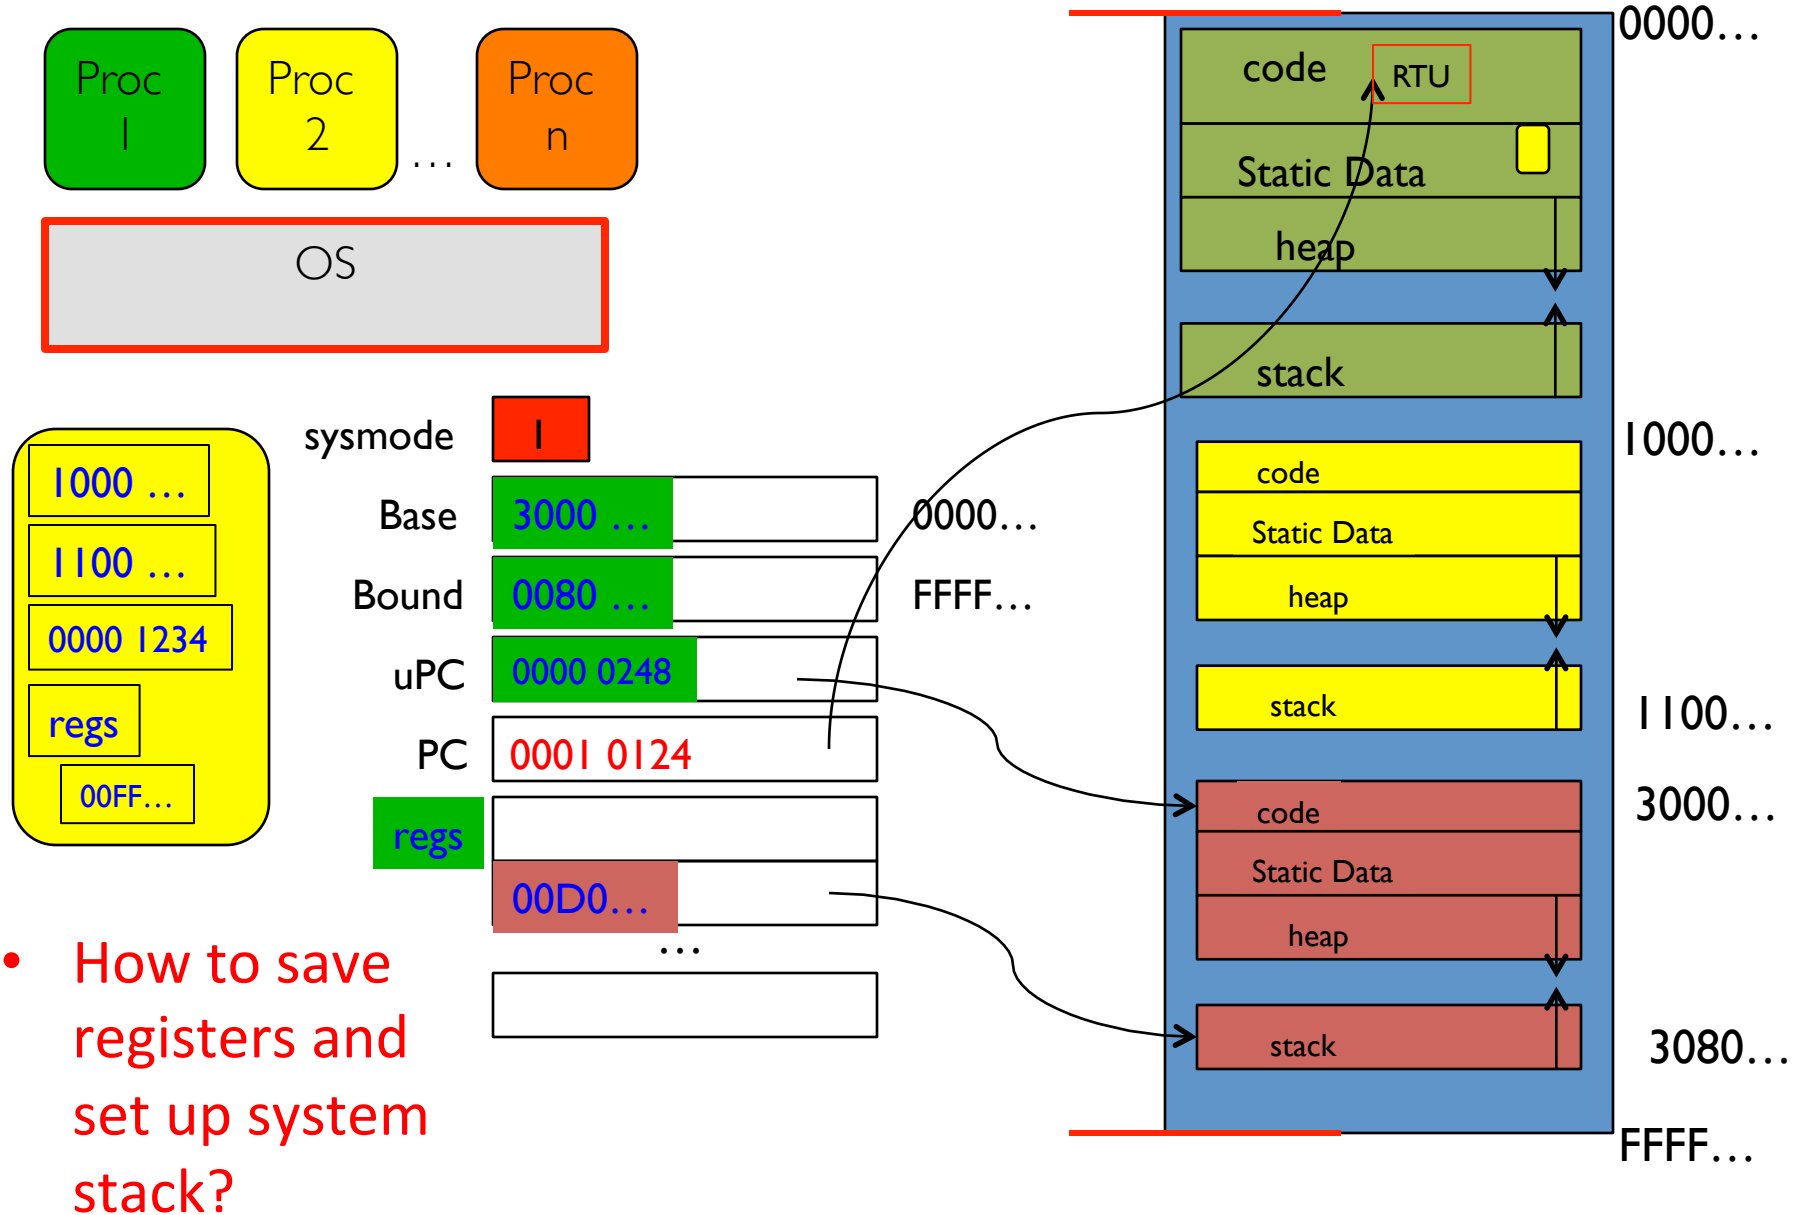 Proc
1
Proc
2
…
Proc
n
OS
1000 …
1100 …
0000 1234
regs
00FF…
sysmode
1
Base
3000 …
0000…
Bound
0080 …
FFFF…
uPC
0000 0248
PC
0001 0124
regs
00D0…
…
• How to save
registers and
set up system
stack?
0000…
code
RTU
Static Data
heap
stack
1000…
code
Static Data
heap
stack
1100…
3000…
code
Static Data
heap
stack
3080…
FFFF…